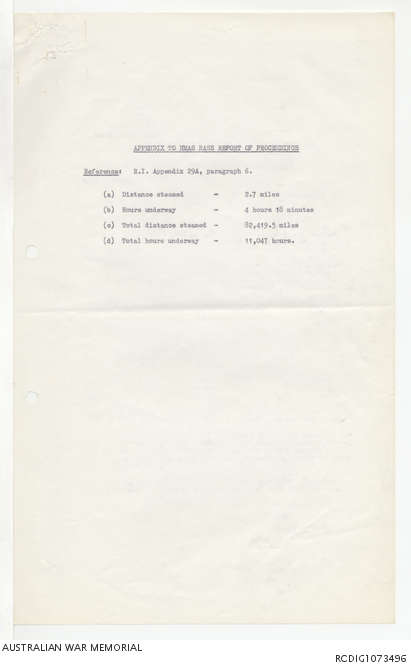 APPENDIX TO HMAS BASS REPORT OF PROCEEDINGS
Reference: R.I. Appendix 29A, paragraph 6.
(a) Distance steamed - 2.7 miles
(b) Hours underway - 4 hours 18 minutes
(c) Total distance steamed - 82,419.5 miles
(d) Total hours underway - 11,047 hours.
AUSTRALIAN WAR MEMORIAL
RCDIG1073496